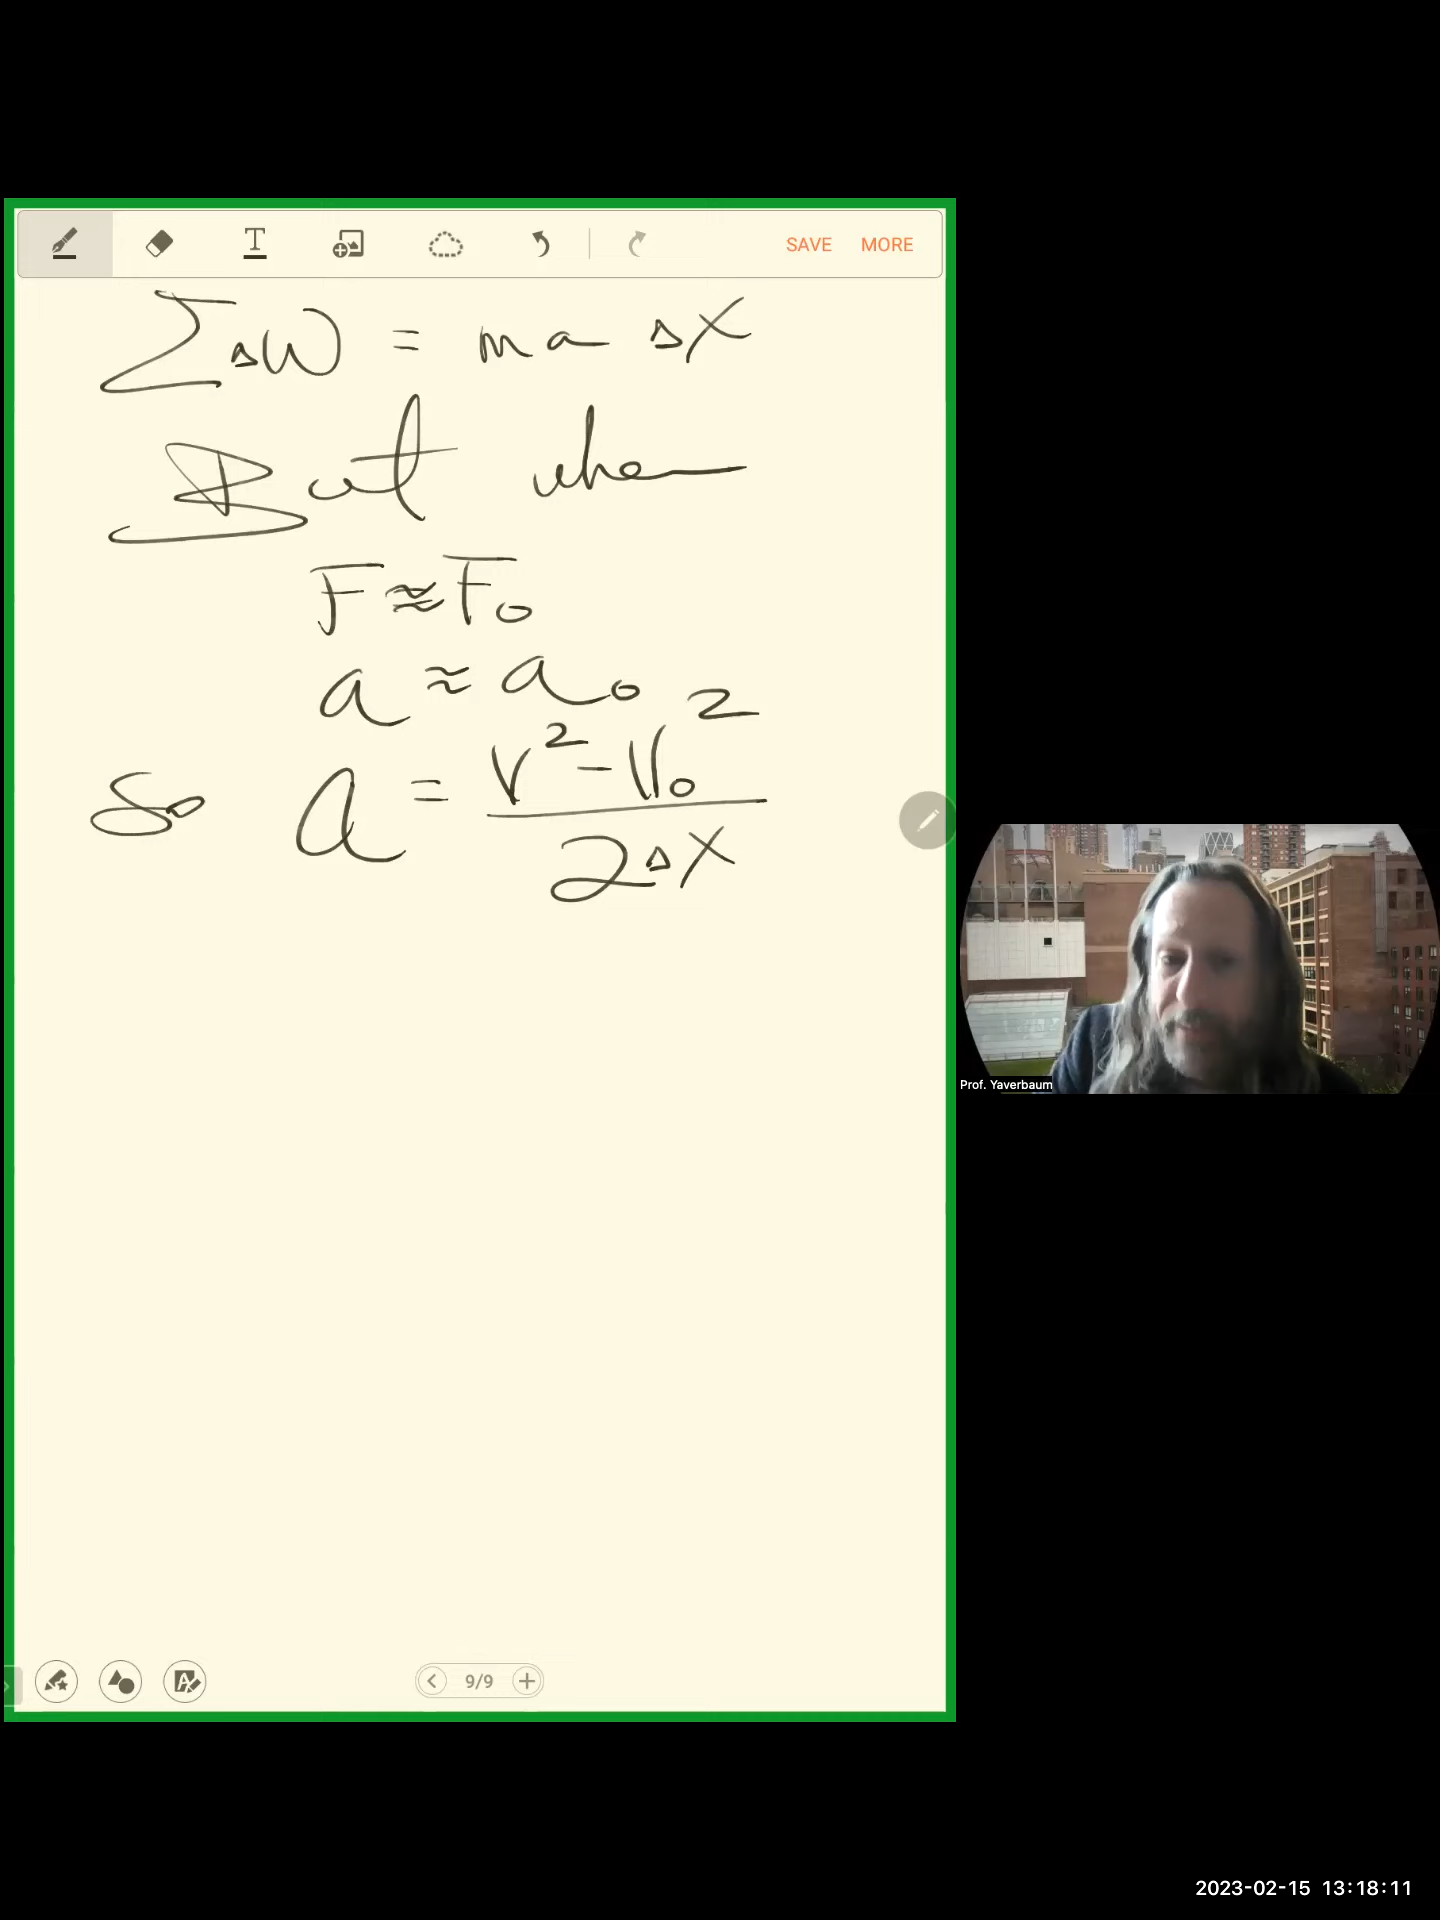 SAVE MORE
ΣΔW = ma ΔX
But when
F ≈ F₀
a ≈ a₀
So a = (V² - V₀²) / 2ΔX
Prof. Yaverbaum
9/9
2023-02-15 13:18:11